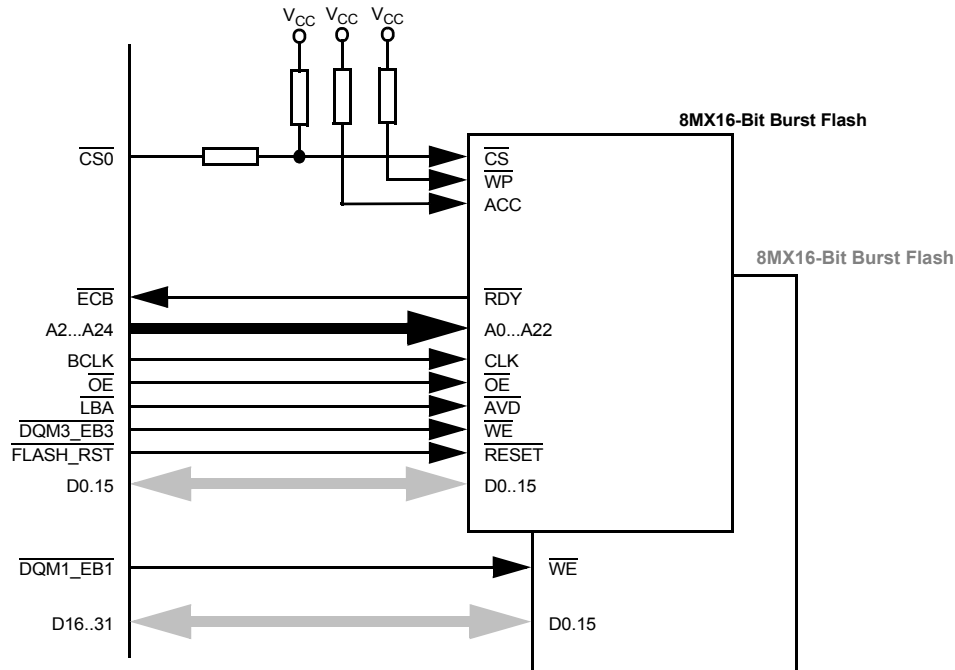 VCC VCC VCC
8MX16-Bit Burst Flash
CS0 CS
WP
ACC
8MX16-Bit Burst Flash
ECB RDY
A2...A24 A0...A22
BCLK CLK
OE OE
LBA AVD
DQM3_EB3 WE
FLASH_RST RESET
D0.15 D0..15
DQM1_EB1 WE
D16..31 D0.15